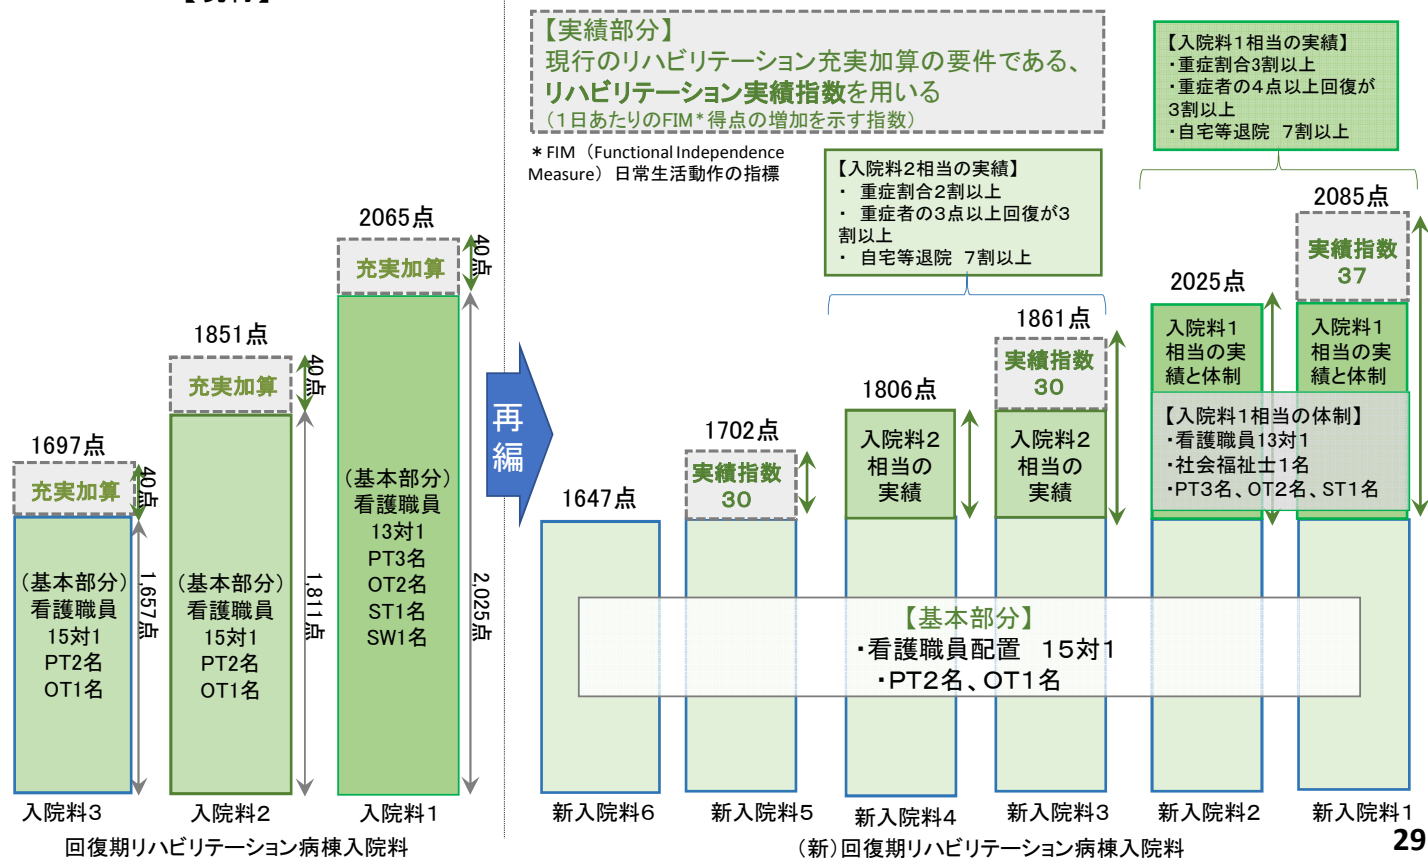 【実績部分】
現行のリハビリテーション充実加算の要件である、
リハビリテーション実績指数を用いる
(1日あたりのFIM*得点の増加を示す指数)
*FIM (Functional Independence
Measure) 日常生活動作の指標
【入院料2相当の実績】
・ 重症割合2割以上
・ 重症者の3点以上回復が3
割以上
・ 自宅等退院 7割以上
【入院料1相当の実績】
・重症割合3割以上
・重症者の4点以上回復が
3割以上
・自宅等退院 7割以上
1697点
充実加算
40点
(基本部分)
看護職員
15対1
PT2名
OT1名
1,657点
入院料3
1851点
充実加算
40点
(基本部分)
看護職員
15対1
PT2名
OT1名
1,811点
入院料2
2065点
充実加算
40点
(基本部分)
看護職員
13対1
PT3名
OT2名
ST1名
SW1名
2,025点
入院料1
回復期リハビリテーション病棟入院料
再
編
1647点
新入院料6
1702点
実績指数
30
新入院料5
1806点
入院料2
相当の
実績
新入院料4
1861点
実績指数
30
入院料2
相当の
実績
新入院料3
2025点
入院料1
相当の実
績と体制
新入院料2
2085点
実績指数
37
入院料1
相当の実
績と体制
新入院料1
【入院料1相当の体制】
・看護職員13対1
・社会福祉士1名
・PT3名、OT2名、ST1名
【基本部分】
・看護職員配置 15対1
・PT2名、OT1名
(新)回復期リハビリテーション病棟入院料
29